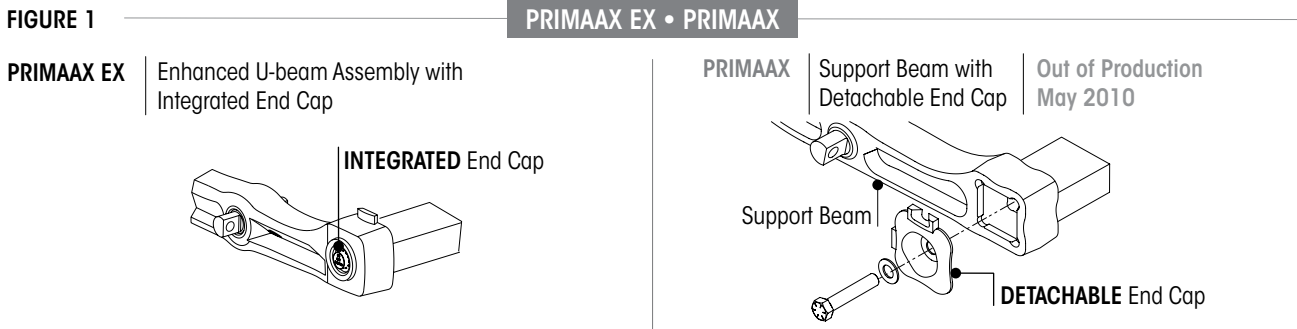 FIGURE 1
PRIMAAX EX • PRIMAAX
PRIMAAX EX
Enhanced U-beam Assembly with
Integrated End Cap
INTEGRATED End Cap
PRIMAAX
Support Beam with
Detachable End Cap
Out of Production
May 2010
Support Beam
DETACHABLE End Cap